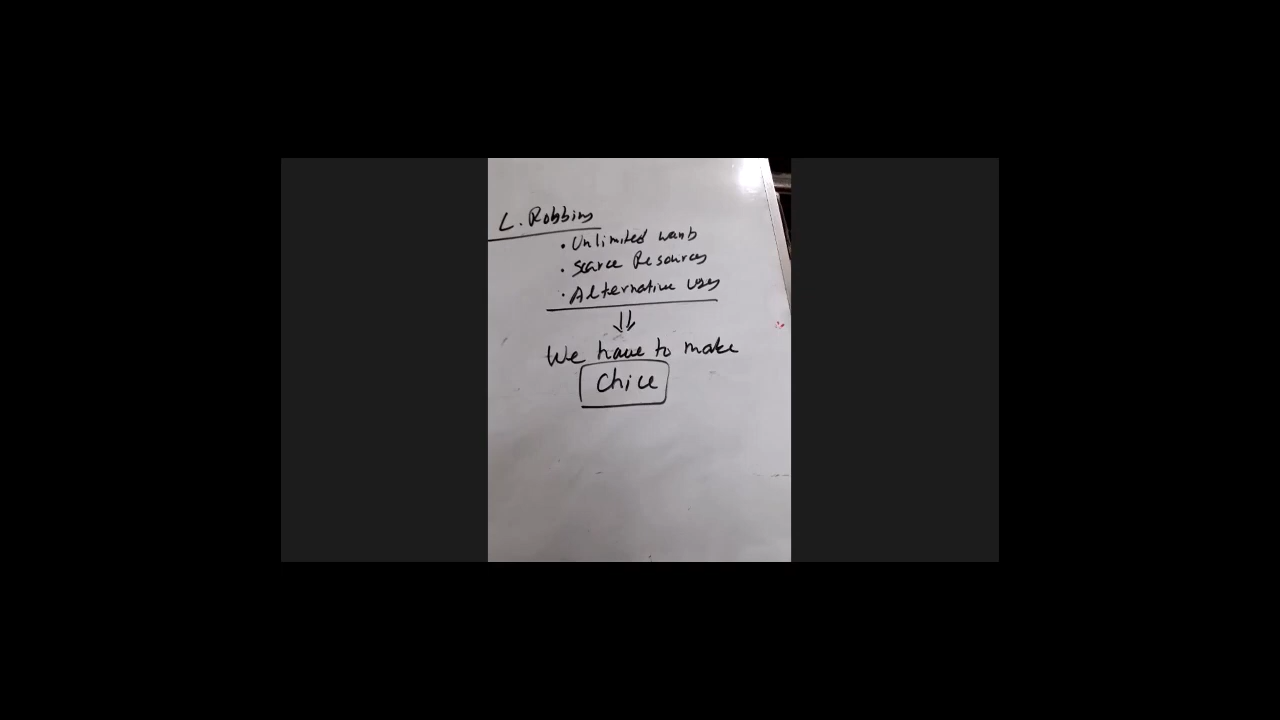 L. Robbins
• Unlimited wants
• Scarce Resources
• Alternative uses
⇓
We have to make
Chice